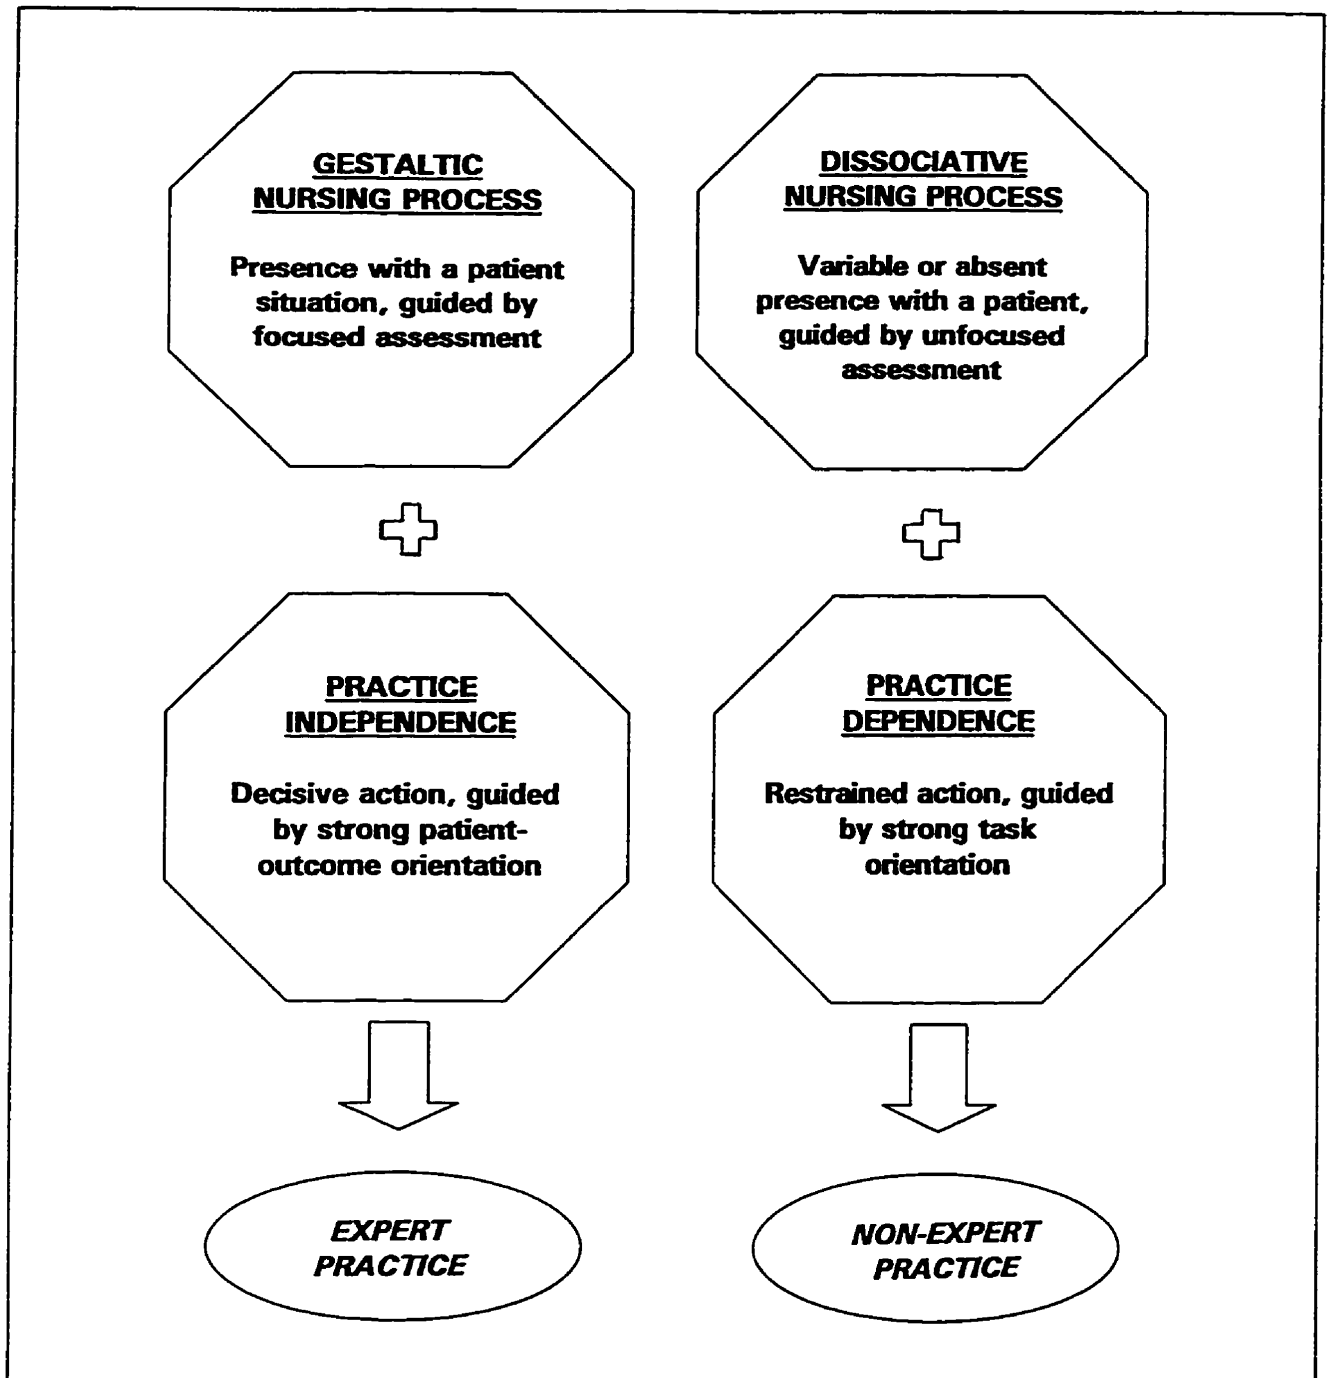 GESTALTIC
NURSING PROCESS
Presence with a patient
situation, guided by
focused assessment
DISSOCIATIVE
NURSING PROCESS
Variable or absent
presence with a patient,
guided by unfocused
assessment
PRACTICE
INDEPENDENCE
Decisive action, guided
by strong patient-
outcome orientation
PRACTICE
DEPENDENCE
Restrained action, guided
by strong task
orientation
EXPERT
PRACTICE
NON-EXPERT
PRACTICE